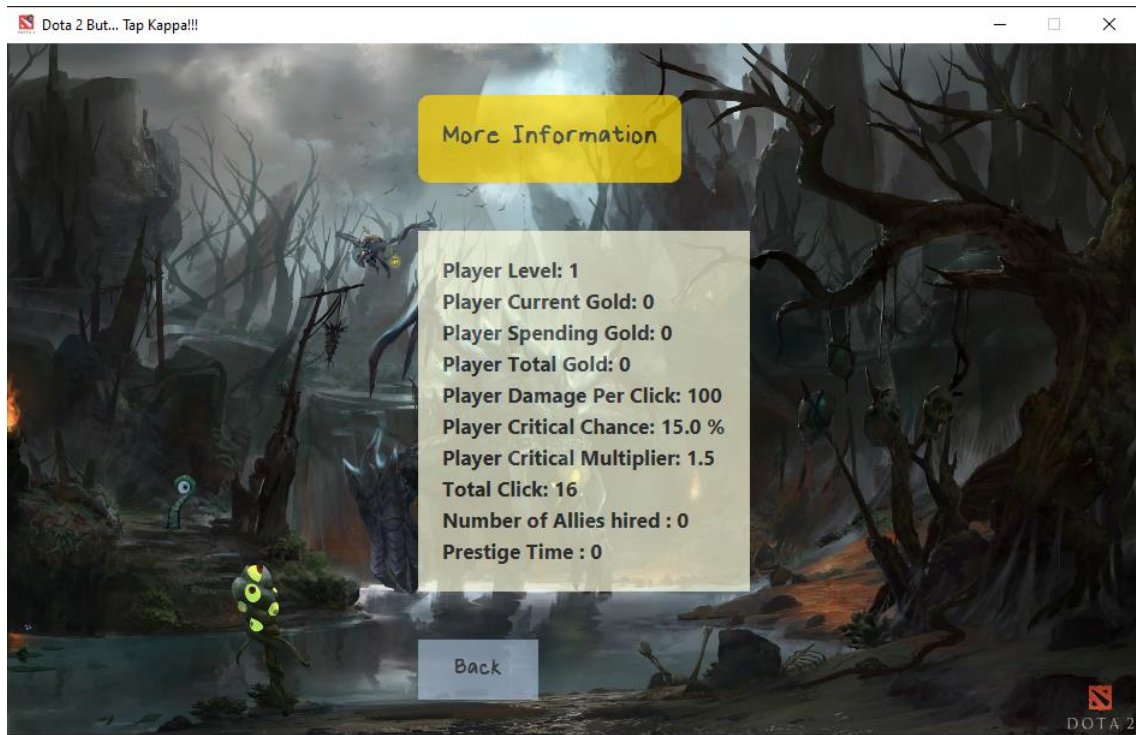 Dota 2 But... Tap Kappa!!!
More Information
Player Level: 1
Player Current Gold: 0
Player Spending Gold: 0
Player Total Gold: 0
Player Damage Per Click: 100
Player Critical Chance: 15.0 %
Player Critical Multiplier: 1.5
Total Click: 16
Number of Allies hired : 0
Prestige Time : 0
Back
DOTA 2